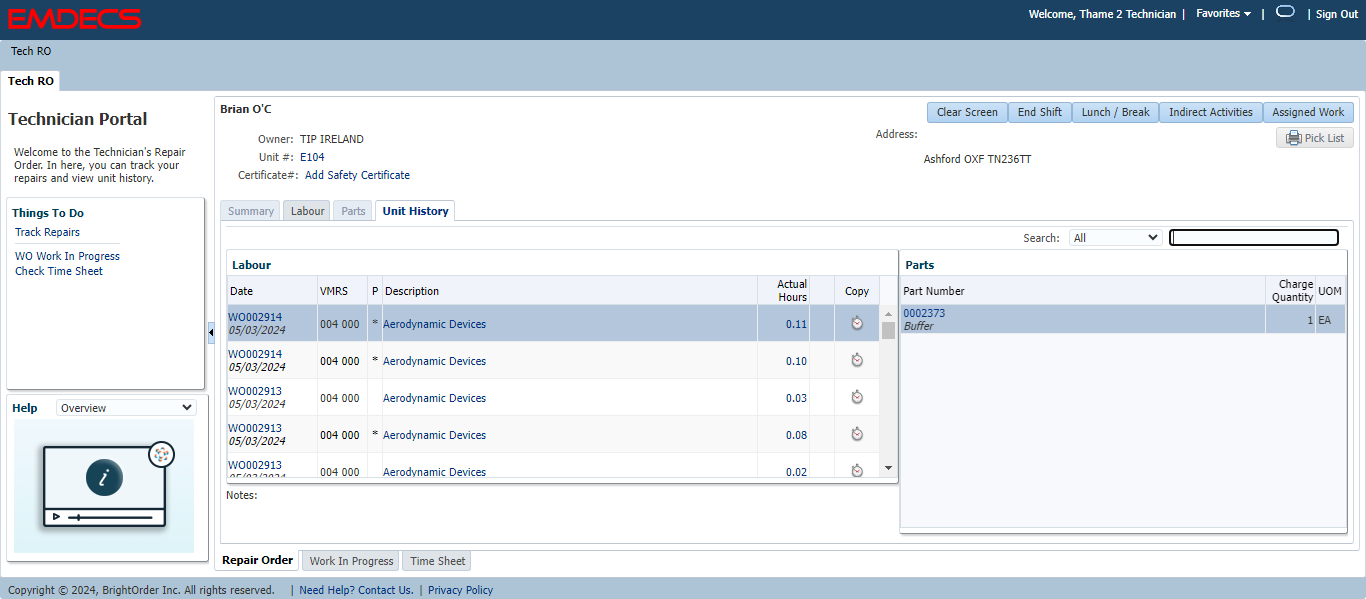 EMDECS
Welcome, Thame 2 Technician | Favorites | | Sign Out
Tech RO
Tech RO
Technician Portal
Welcome to the Technician's Repair
Order. In here, you can track your
repairs and view unit history.
Things To Do
Track Repairs
WO Work In Progress
Check Time Sheet
Help Overview
i
Brian O'C
Clear Screen End Shift Lunch / Break Indirect Activities Assigned Work
Owner: TIP IRELAND
Address:
Pick List
Unit #: E104
Ashford OXF TN236TT
Certificate#: Add Safety Certificate
Summary Labour Parts Unit History
Search: All
Labour
Date VMRS P Description Actual Hours Copy
WO002914
05/03/2024 004 000 * Aerodynamic Devices 0.11
WO002914
05/03/2024 004 000 * Aerodynamic Devices 0.10
WO002913
05/03/2024 004 000 Aerodynamic Devices 0.03
WO002913
05/03/2024 004 000 * Aerodynamic Devices 0.08
WO002913
05/03/2024 004 000 Aerodynamic Devices 0.02
Notes:
Parts
Part Number Charge Quantity UOM
0002373
Buffer 1 EA
Repair Order Work In Progress Time Sheet
Copyright © 2024, BrightOrder Inc. All rights reserved. | Need Help? Contact Us. | Privacy Policy